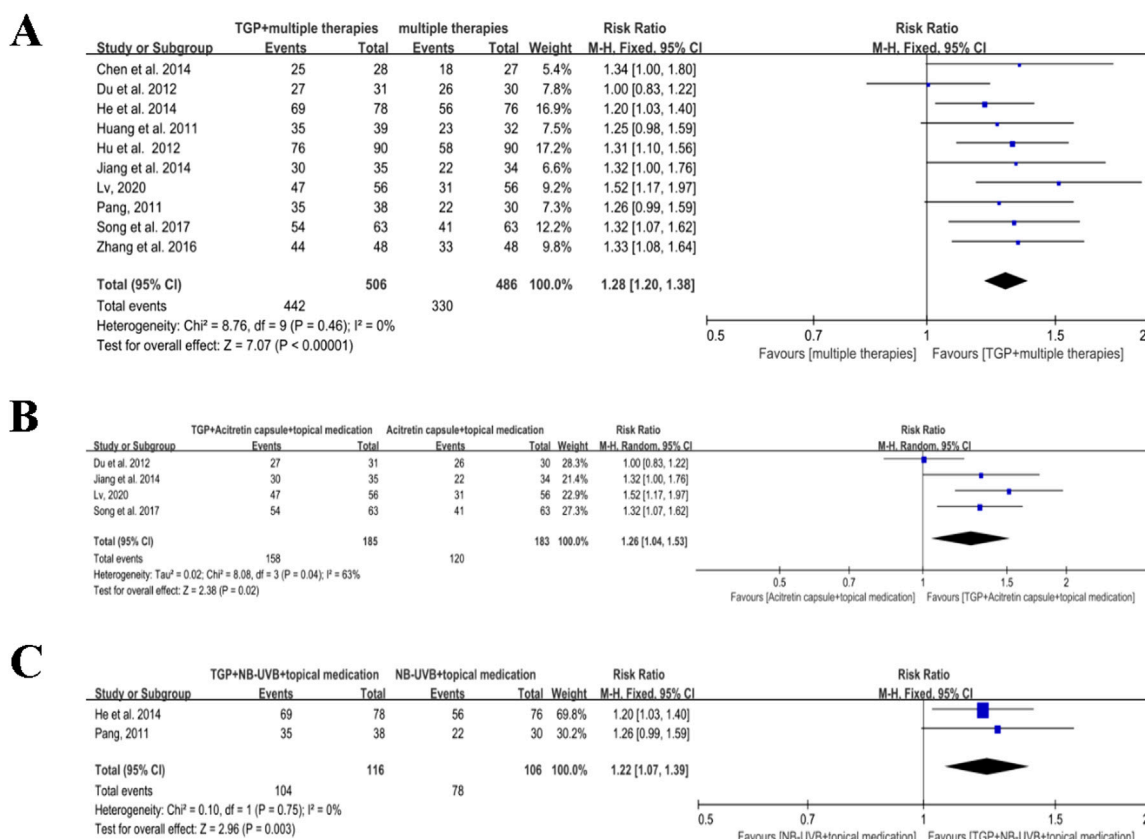 A
TGP+multiple therapies multiple therapies Risk Ratio Risk Ratio
Study or Subgroup Events Total Events Total Weight M-H. Fixed. 95% CI M-H. Fixed. 95% CI
Chen et al. 2014 25 28 18 27 5.4% 1.34 [1.00, 1.80]
Du et al. 2012 27 31 26 30 7.8% 1.00 [0.83, 1.22]
He et al. 2014 69 78 56 76 16.9% 1.20 [1.03, 1.40]
Huang et al. 2011 35 39 23 32 7.5% 1.25 [0.98, 1.59]
Hu et al. 2012 76 90 58 90 17.2% 1.31 [1.10, 1.56]
Jiang et al. 2014 30 35 22 34 6.6% 1.32 [1.00, 1.76]
Lv, 2020 47 56 31 56 9.2% 1.52 [1.17, 1.97]
Pang, 2011 35 38 22 30 7.3% 1.26 [0.99, 1.59]
Song et al. 2017 54 63 41 63 12.2% 1.32 [1.07, 1.62]
Zhang et al. 2016 44 48 33 48 9.8% 1.33 [1.08, 1.64]
Total (95% CI) 506 486 100.0% 1.28 [1.20, 1.38]
Total events 442 330
Heterogeneity: Chi² = 8.76, df = 9 (P = 0.46); I² = 0%
Test for overall effect: Z = 7.07 (P < 0.00001)
0.5 0.7 1 1.5 2
Favours [multiple therapies] Favours [TGP+multiple therapies]
B
TGP+Acitretin capsule+topical medication Acitretin capsule+topical medication Risk Ratio Risk Ratio
Study or Subgroup Events Total Events Total Weight M-H. Random. 95% CI M-H. Random. 95% CI
Du et al. 2012 27 31 26 30 28.3% 1.00 [0.83, 1.22]
Jiang et al. 2014 30 35 22 34 21.4% 1.32 [1.00, 1.76]
Lv, 2020 47 56 31 56 22.9% 1.52 [1.17, 1.97]
Song et al. 2017 54 63 41 63 27.3% 1.32 [1.07, 1.62]
Total (95% CI) 185 183 100.0% 1.26 [1.04, 1.53]
Total events 158 120
Heterogeneity: Tau² = 0.02; Chi² = 8.08, df = 3 (P = 0.04); I² = 63%
Test for overall effect: Z = 2.38 (P = 0.02)
0.5 0.7 1 1.5 2
Favours [Acitretin capsule+topical medication] Favours [TGP+Acitretin capsule+topical medication]
C
TGP+NB-UVB+topical medication NB-UVB+topical medication Risk Ratio Risk Ratio
Study or Subgroup Events Total Events Total Weight M-H. Fixed. 95% CI M-H. Fixed. 95% CI
He et al. 2014 69 78 56 76 69.8% 1.20 [1.03, 1.40]
Pang, 2011 35 38 22 30 30.2% 1.26 [0.99, 1.59]
Total (95% CI) 116 106 100.0% 1.22 [1.07, 1.39]
Total events 104 78
Heterogeneity: Chi² = 0.10, df = 1 (P = 0.75); I² = 0%
Test for overall effect: Z = 2.96 (P = 0.003)
0.5 0.7 1 1.5 2
Favours [NB-UVB+topical medication] Favours [TGP+NB-UVB+topical medication]